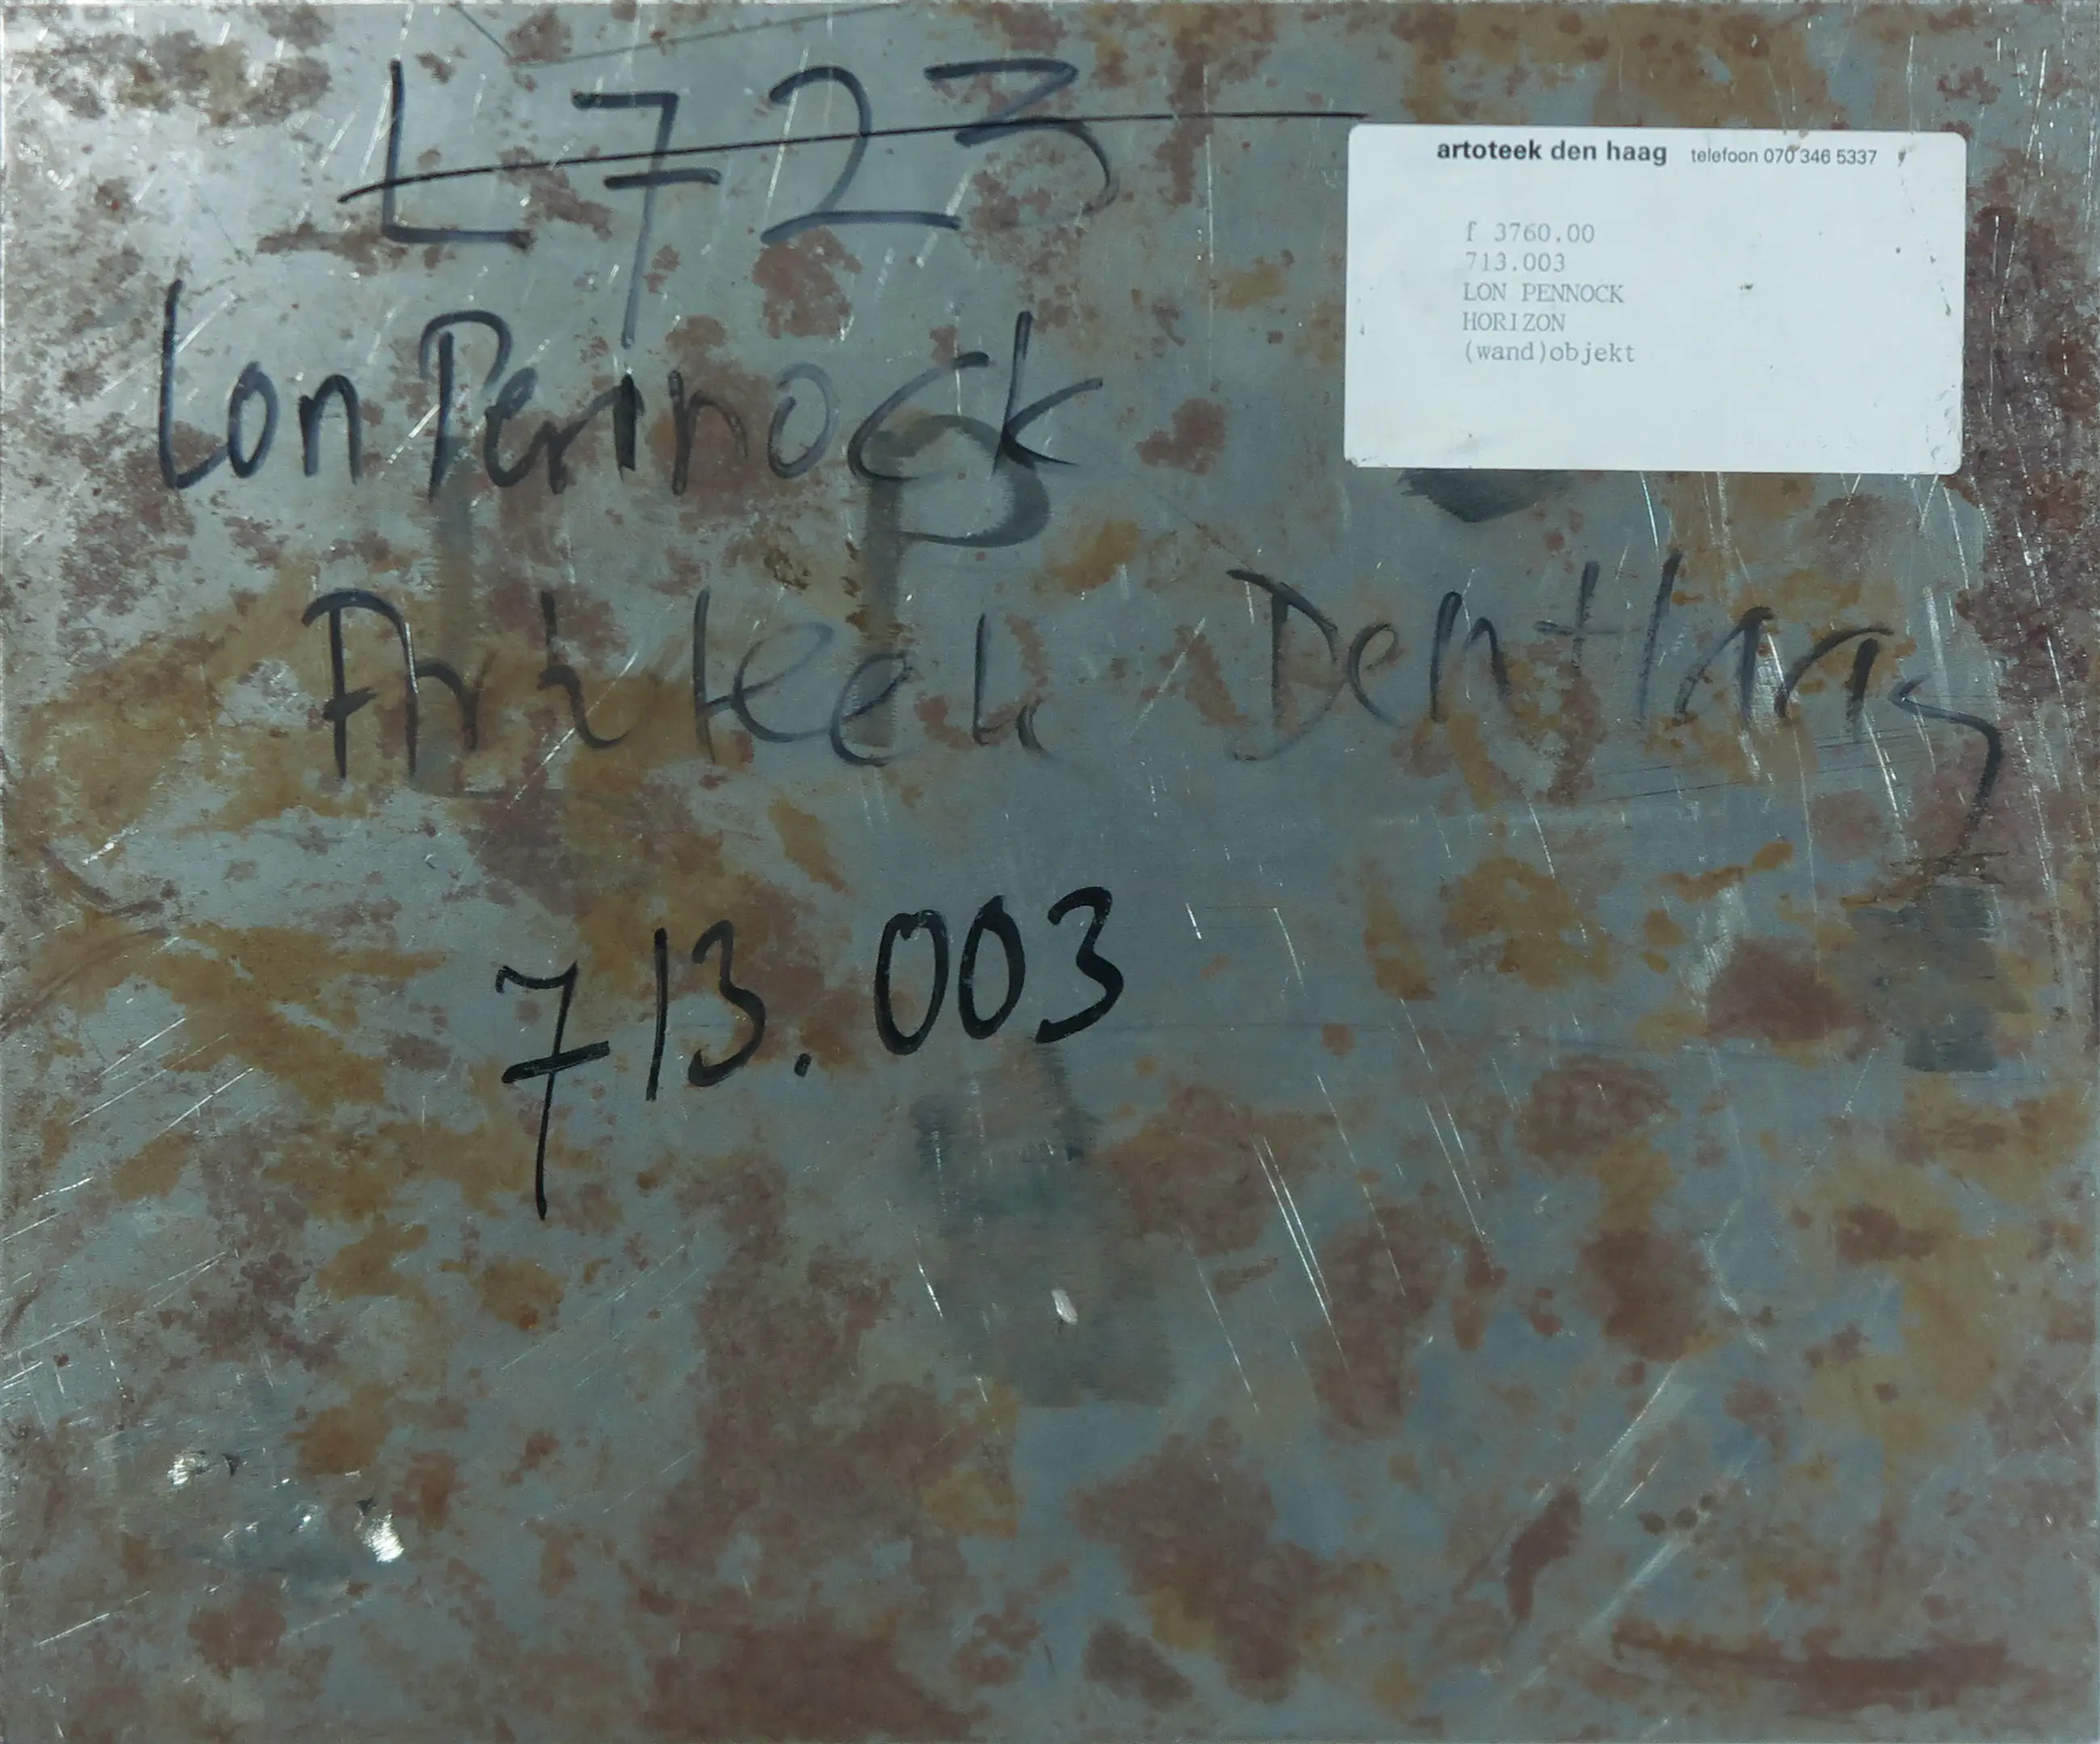 L723
artoteek den haag telefoon 070 346 5337
f 3760.00
713.003
LON PENNOCK
HORIZON
(wand)objekt
Lon Pennock
Artoteek Den Haag
713.003